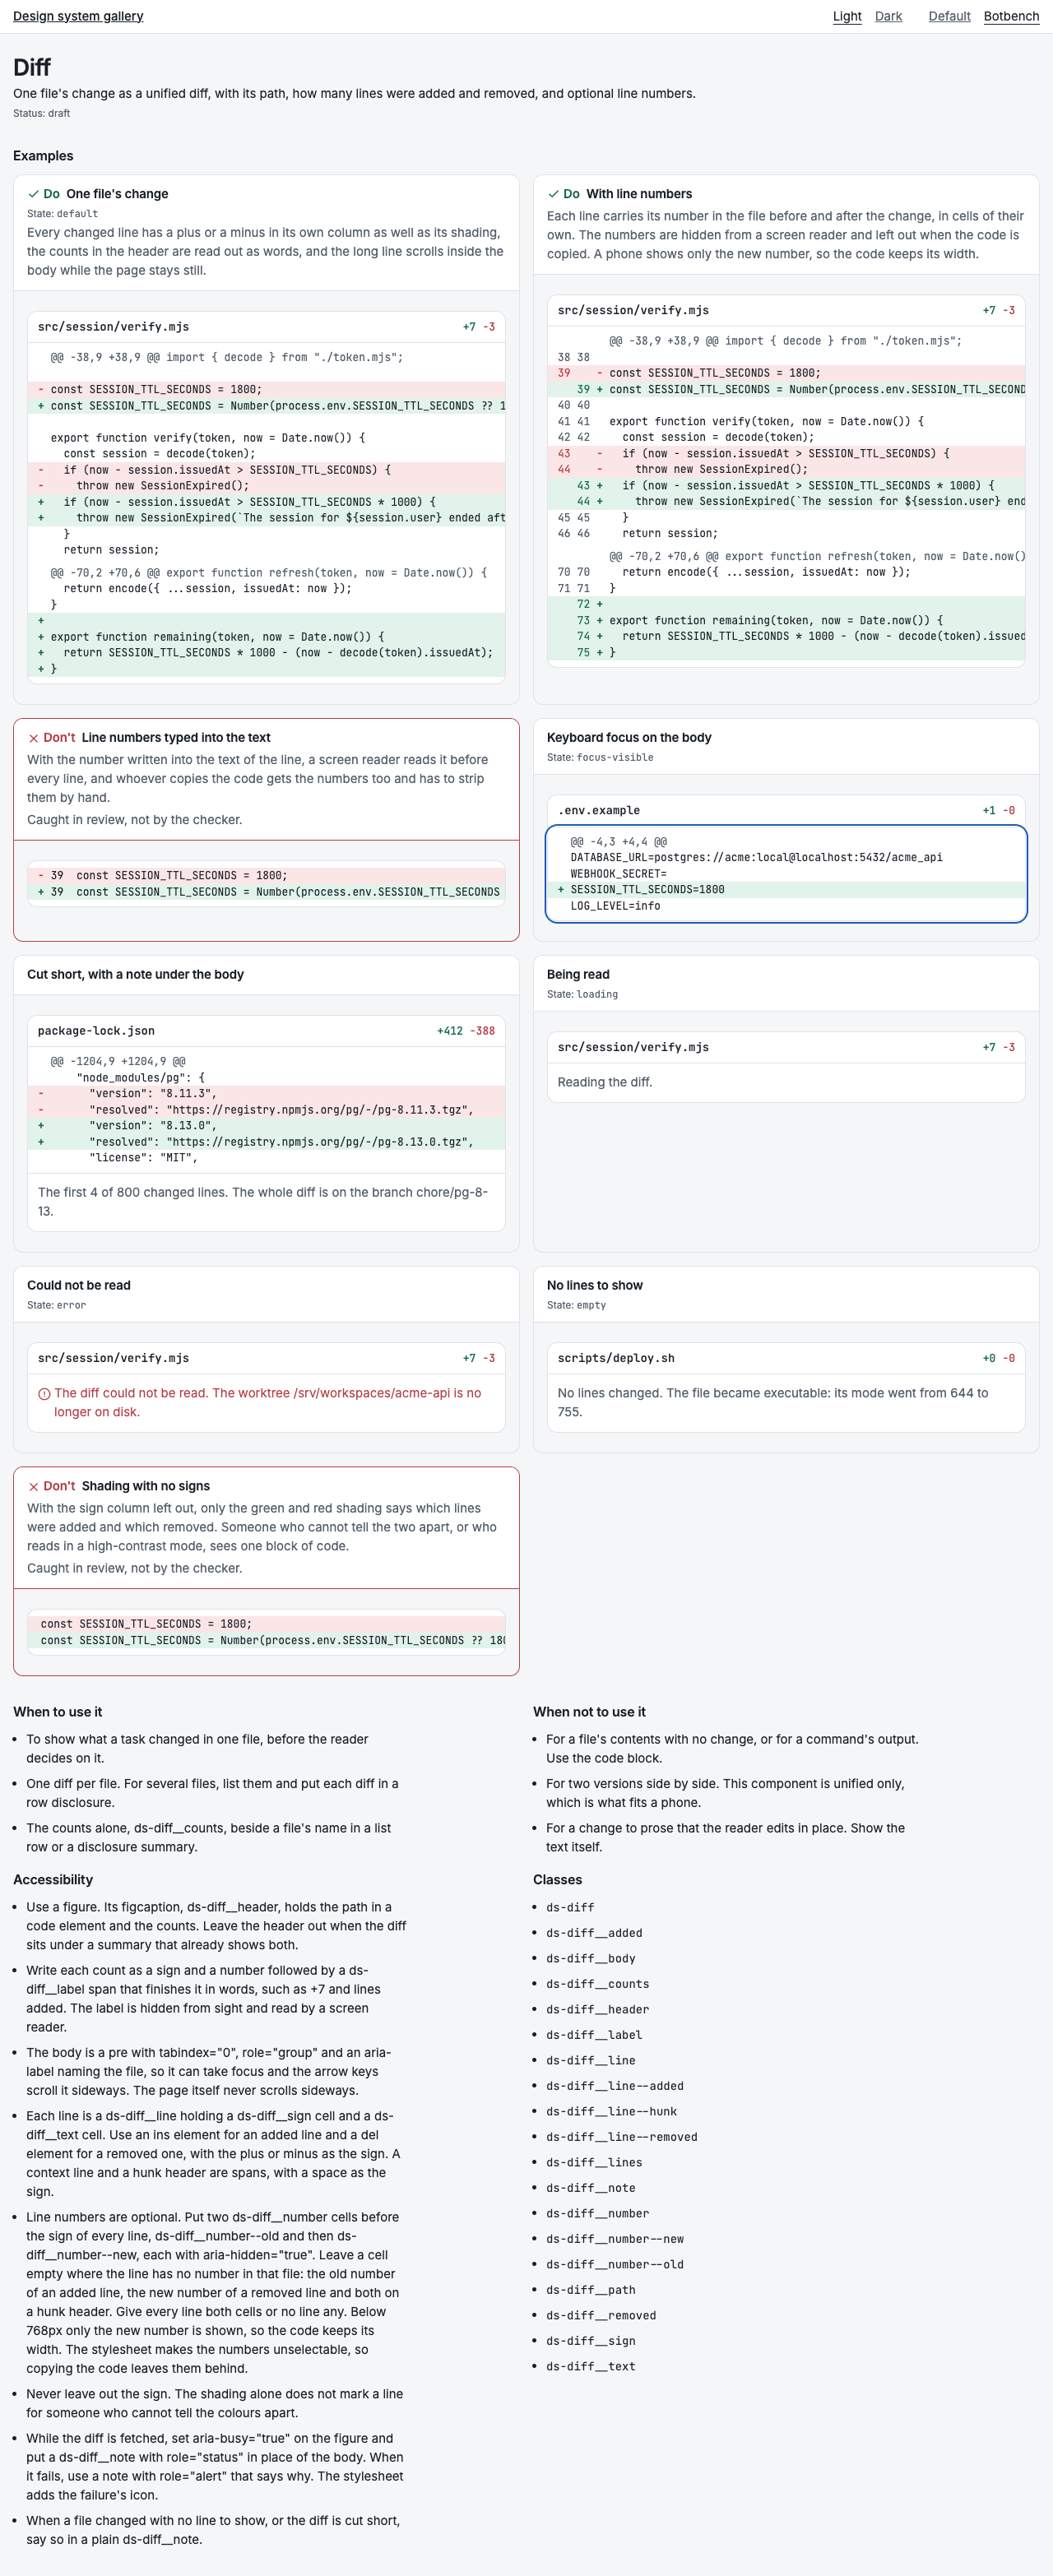 Design system gallery
Light Dark Default Botbench
Diff
One file's change as a unified diff, with its path, how many lines were added and removed, and optional line numbers.
Status: draft
Examples
Do One file's change
State: default
Every changed line has a plus or a minus in its own column as well as its shading,
the counts in the header are read out as words, and the long line scrolls inside the
body while the page stays still.
src/session/verify.mjs +7 -3
@@ -38,9 +38,9 @@ import { decode } from "./token.mjs";
- const SESSION_TTL_SECONDS = 1800;
+ const SESSION_TTL_SECONDS = Number(process.env.SESSION_TTL_SECONDS ?? 1
export function verify(token, now = Date.now()) {
const session = decode(token);
- if (now - session.issuedAt > SESSION_TTL_SECONDS) {
- throw new SessionExpired();
+ if (now - session.issuedAt > SESSION_TTL_SECONDS * 1000) {
+ throw new SessionExpired(`The session for ${session.user} ended aft
}
return session;
@@ -70,2 +70,6 @@ export function refresh(token, now = Date.now()) {
return encode({ ...session, issuedAt: now });
}
+
+ export function remaining(token, now = Date.now()) {
+ return SESSION_TTL_SECONDS * 1000 - (now - decode(token).issuedAt);
+ }
Do With line numbers
Each line carries its number in the file before and after the change, in cells of their
own. The numbers are hidden from a screen reader and left out when the code is
copied. A phone shows only the new number, so the code keeps its width.
src/session/verify.mjs +7 -3
@@ -38,9 +38,9 @@ import { decode } from "./token.mjs";
38 38
39 - const SESSION_TTL_SECONDS = 1800;
39 + const SESSION_TTL_SECONDS = Number(process.env.SESSION_TTL_SECOND
40 40
41 41 export function verify(token, now = Date.now()) {
42 42 const session = decode(token);
43 - if (now - session.issuedAt > SESSION_TTL_SECONDS) {
44 - throw new SessionExpired();
43 + if (now - session.issuedAt > SESSION_TTL_SECONDS * 1000) {
44 + throw new SessionExpired(`The session for ${session.user} end
45 45 }
46 46 return session;
@@ -70,2 +70,6 @@ export function refresh(token, now = Date.now()
70 70 return encode({ ...session, issuedAt: now });
71 71 }
72 +
73 + export function remaining(token, now = Date.now()) {
74 + return SESSION_TTL_SECONDS * 1000 - (now - decode(token).issued
75 + }
Don't Line numbers typed into the text
With the number written into the text of the line, a screen reader reads it before
every line, and whoever copies the code gets the numbers too and has to strip
them by hand.
Caught in review, not by the checker.
- 39 const SESSION_TTL_SECONDS = 1800;
+ 39 const SESSION_TTL_SECONDS = Number(process.env.SESSION_TTL_SECONDS
Keyboard focus on the body
State: focus-visible
.env.example +1 -0
@@ -4,3 +4,4 @@
DATABASE_URL=postgres://acme:local@localhost:5432/acme_api
WEBHOOK_SECRET=
+ SESSION_TTL_SECONDS=1800
LOG_LEVEL=info
Cut short, with a note under the body
package-lock.json +412 -388
@@ -1204,9 +1204,9 @@
"node_modules/pg": {
- "version": "8.11.3",
- "resolved": "https://registry.npmjs.org/pg/-/pg-8.11.3.tgz",
+ "version": "8.13.0",
+ "resolved": "https://registry.npmjs.org/pg/-/pg-8.13.0.tgz",
"license": "MIT",
The first 4 of 800 changed lines. The whole diff is on the branch chore/pg-8-
13.
Being read
State: loading
src/session/verify.mjs +7 -3
Reading the diff.
Could not be read
State: error
src/session/verify.mjs +7 -3
The diff could not be read. The worktree /srv/workspaces/acme-api is no
longer on disk.
No lines to show
State: empty
scripts/deploy.sh +0 -0
No lines changed. The file became executable: its mode went from 644 to
755.
Don't Shading with no signs
With the sign column left out, only the green and red shading says which lines
were added and which removed. Someone who cannot tell the two apart, or who
reads in a high-contrast mode, sees one block of code.
Caught in review, not by the checker.
const SESSION_TTL_SECONDS = 1800;
const SESSION_TTL_SECONDS = Number(process.env.SESSION_TTL_SECONDS ?? 180
When to use it
• To show what a task changed in one file, before the reader
decides on it.
• One diff per file. For several files, list them and put each diff in a
row disclosure.
• The counts alone, ds-diff__counts, beside a file's name in a list
row or a disclosure summary.
When not to use it
• For a file's contents with no change, or for a command's output.
Use the code block.
• For two versions side by side. This component is unified only,
which is what fits a phone.
• For a change to prose that the reader edits in place. Show the
text itself.
Accessibility
• Use a figure. Its figcaption, ds-diff__header, holds the path in a
code element and the counts. Leave the header out when the diff
sits under a summary that already shows both.
• Write each count as a sign and a number followed by a ds-
diff__label span that finishes it in words, such as +7 and lines
added. The label is hidden from sight and read by a screen
reader.
• The body is a pre with tabindex="0", role="group" and an aria-
label naming the file, so it can take focus and the arrow keys
scroll it sideways. The page itself never scrolls sideways.
• Each line is a ds-diff__line holding a ds-diff__sign cell and a ds-
diff__text cell. Use an ins element for an added line and a del
element for a removed one, with the plus or minus as the sign. A
context line and a hunk header are spans, with a space as the
sign.
• Line numbers are optional. Put two ds-diff__number cells before
the sign of every line, ds-diff__number--old and then ds-
diff__number--new, each with aria-hidden="true". Leave a cell
empty where the line has no number in that file: the old number
of an added line, the new number of a removed line and both on
a hunk header. Give every line both cells or no line any. Below
768px only the new number is shown, so the code keeps its
width. The stylesheet makes the numbers unselectable, so
copying the code leaves them behind.
• Never leave out the sign. The shading alone does not mark a line
for someone who cannot tell the colours apart.
• While the diff is fetched, set aria-busy="true" on the figure and
put a ds-diff__note with role="status" in place of the body. When
it fails, use a note with role="alert" that says why. The stylesheet
adds the failure's icon.
• When a file changed with no line to show, or the diff is cut short,
say so in a plain ds-diff__note.
Classes
• ds-diff
• ds-diff__added
• ds-diff__body
• ds-diff__counts
• ds-diff__header
• ds-diff__label
• ds-diff__line
• ds-diff__line--added
• ds-diff__line--hunk
• ds-diff__line--removed
• ds-diff__lines
• ds-diff__note
• ds-diff__number
• ds-diff__number--new
• ds-diff__number--old
• ds-diff__path
• ds-diff__removed
• ds-diff__sign
• ds-diff__text